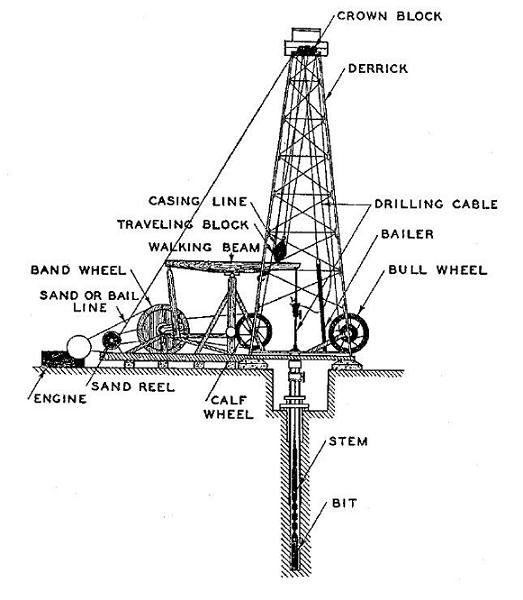 CROWN BLOCK
DERRICK
CASING LINE
DRILLING CABLE
TRAVELING BLOCK
BAILER
WALKING BEAM
BAND WHEEL
BULL WHEEL
SAND OR BAIL
LINE
SAND REEL
ENGINE
CALF
WHEEL
STEM
BIT